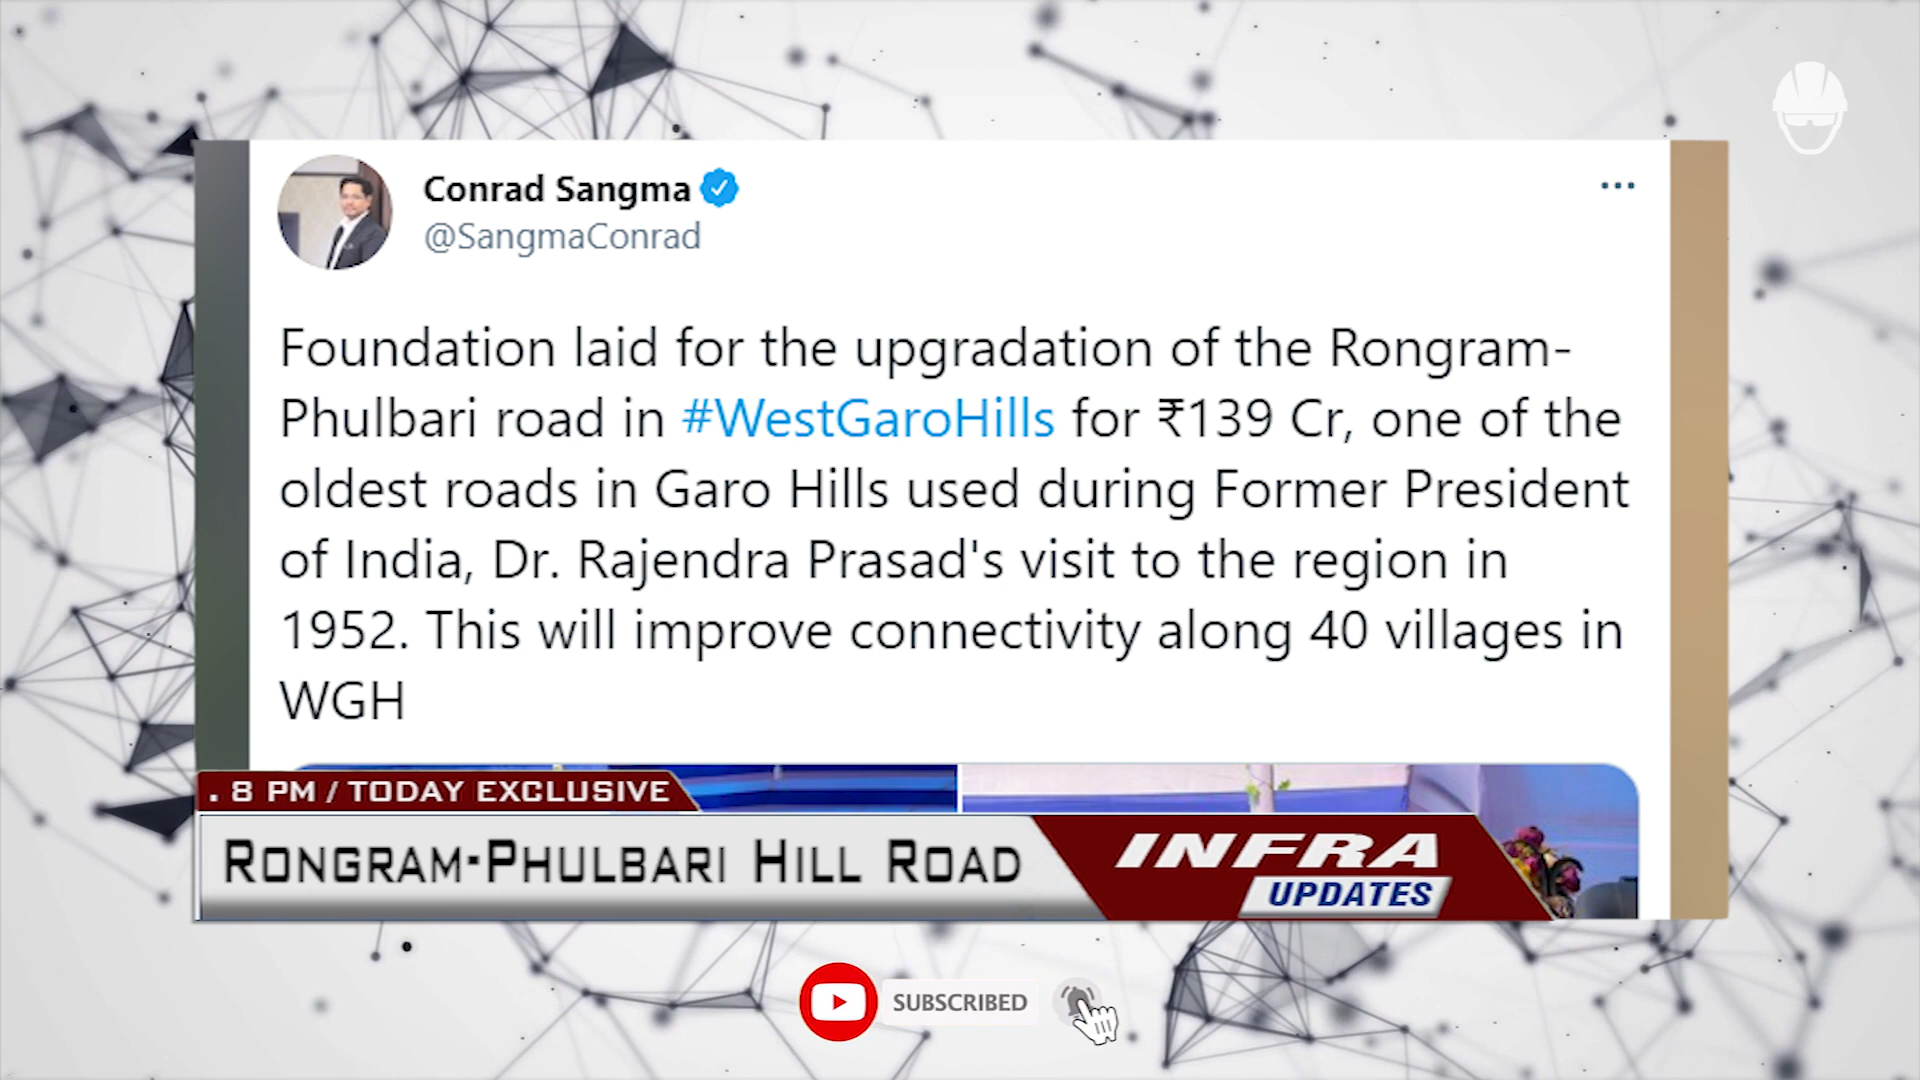 Conrad Sangma
@SangmaConrad
Foundation laid for the upgradation of the Rongram-
Phulbari road in #WestGaroHills for ₹139 Cr, one of the
oldest roads in Garo Hills used during Former President
of India, Dr. Rajendra Prasad's visit to the region in
1952. This will improve connectivity along 40 villages in
WGH
. 8 PM / TODAY EXCLUSIVE
RONGRAM-PHULBARI HILL ROAD
INFRA
UPDATES
SUBSCRIBED